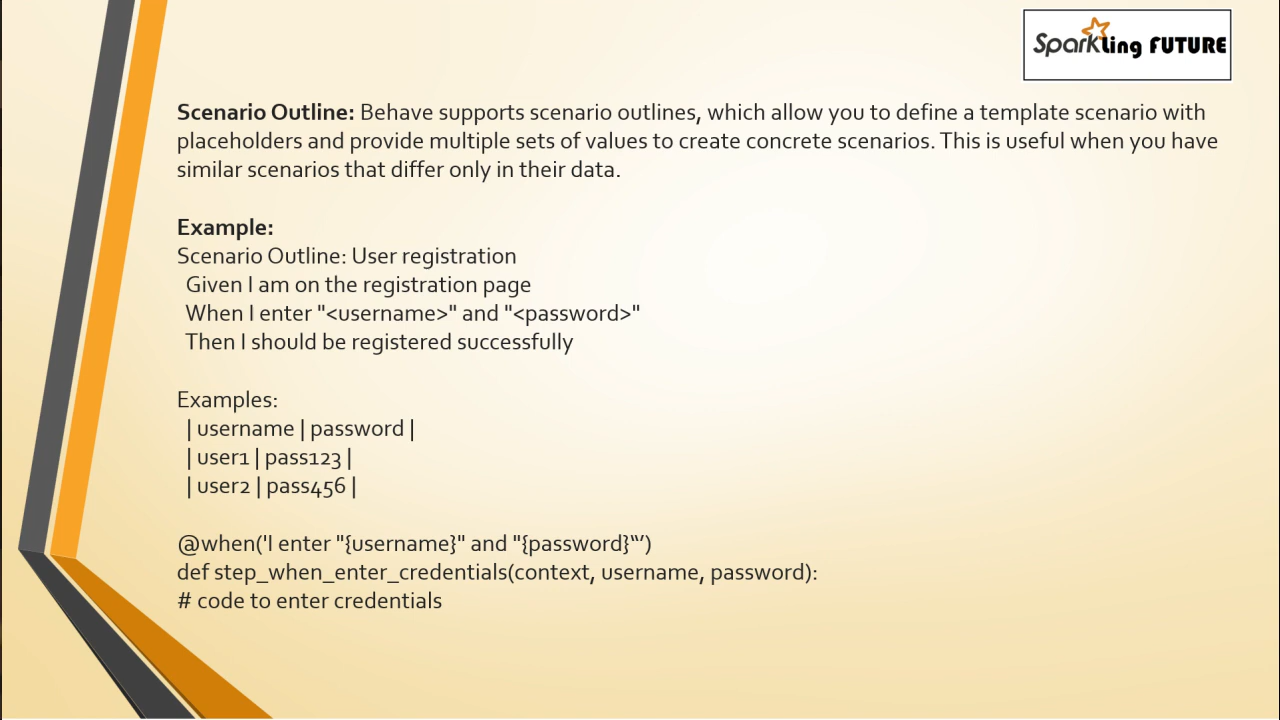 Sparkling FUTURE
Scenario Outline: Behave supports scenario outlines, which allow you to define a template scenario with
placeholders and provide multiple sets of values to create concrete scenarios. This is useful when you have
similar scenarios that differ only in their data.
Example:
Scenario Outline: User registration
Given I am on the registration page
When I enter "<username>" and "<password>"
Then I should be registered successfully
Examples:
| username | password |
| user1 | pass123 |
| user2 | pass456 |
@when('I enter "{username}" and "{password}“’)
def step_when_enter_credentials(context, username, password):
# code to enter credentials